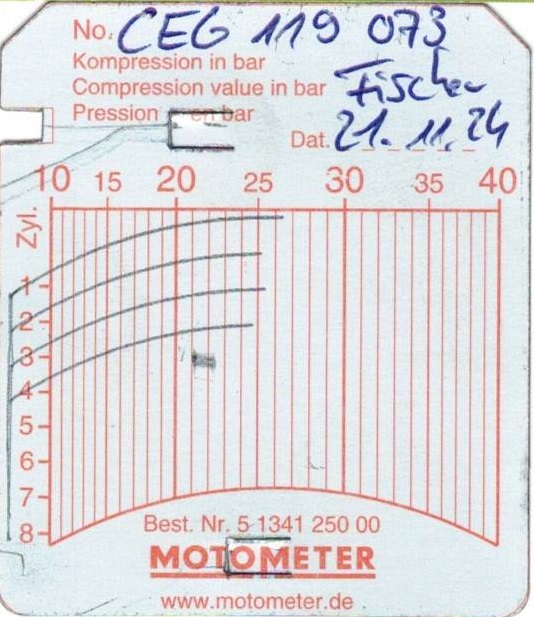 No. CEG 119 073
Kompression in bar
Compression value in bar Fischer
Pression en bar
Dat. 21.11.24
10 15 20 25 30 35 40
Zyl.
1
2
3
4
5
6
7
8
Best. Nr. 5 1341 250 00
MOTOMETER
www.motometer.de